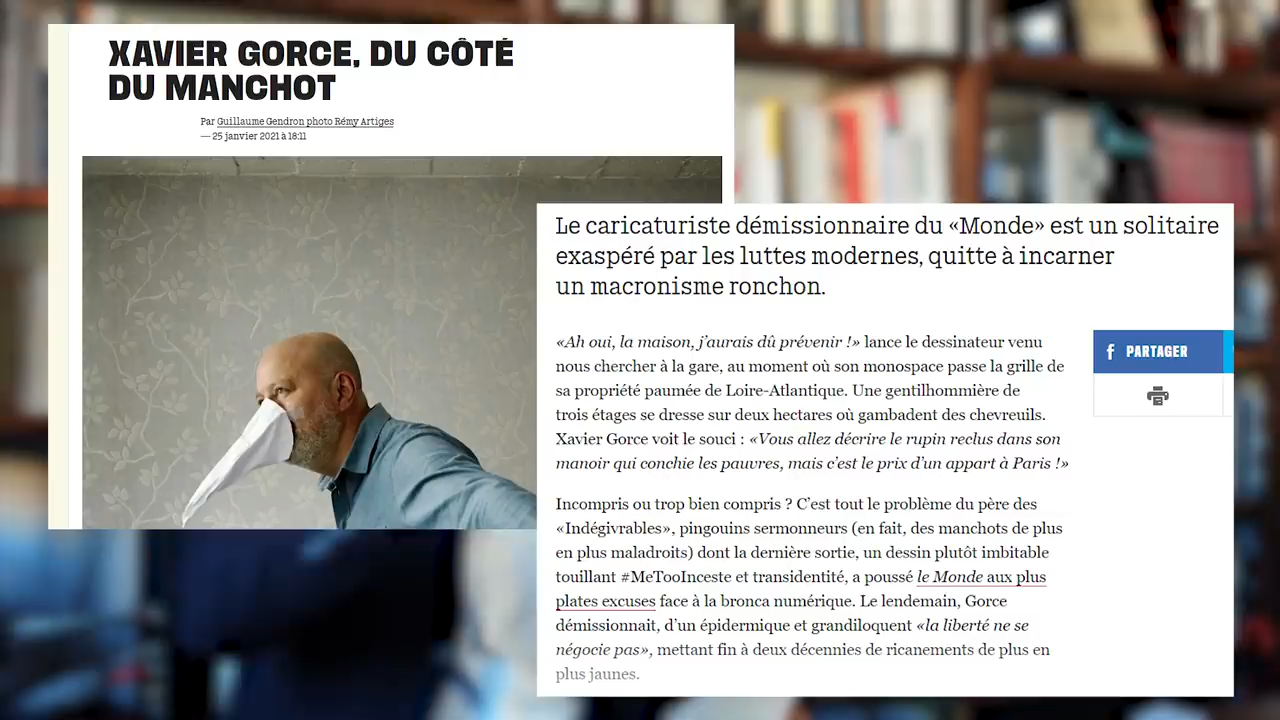 XAVIER GORCE, DU CÔTÉ
DU MANCHOT
Par Guillaume Gendron photo Rémy Artiges
— 25 janvier 2021 à 18:11
Le caricaturiste démissionnaire du «Monde» est un solitaire
exaspéré par les luttes modernes, quitte à incarner
un macronisme ronchon.
«Ah oui, la maison, j’aurais dû prévenir !» lance le dessinateur venu
nous chercher à la gare, au moment où son monospace passe la grille de
sa propriété paumée de Loire-Atlantique. Une gentilhommière de
trois étages se dresse sur deux hectares où gambadent des chevreuils.
Xavier Gorce voit le souci : «Vous allez décrire le rupin reclus dans son
manoir qui conchie les pauvres, mais c’est le prix d’un appart à Paris !»
Incompris ou trop bien compris ? C’est tout le problème du père des
«Indégivrables», pingouins sermonneurs (en fait, des manchots de plus
en plus maladroits) dont la dernière sortie, un dessin plutôt imbitable
touillant #MeTooInceste et transidentité, a poussé le Monde aux plus
plates excuses face à la bronca numérique. Le lendemain, Gorce
démissionnait, d’un épidermique et grandiloquent «la liberté ne se
négocie pas», mettant fin à deux décennies de ricanements de plus en
plus jaunes.
f PARTAGER